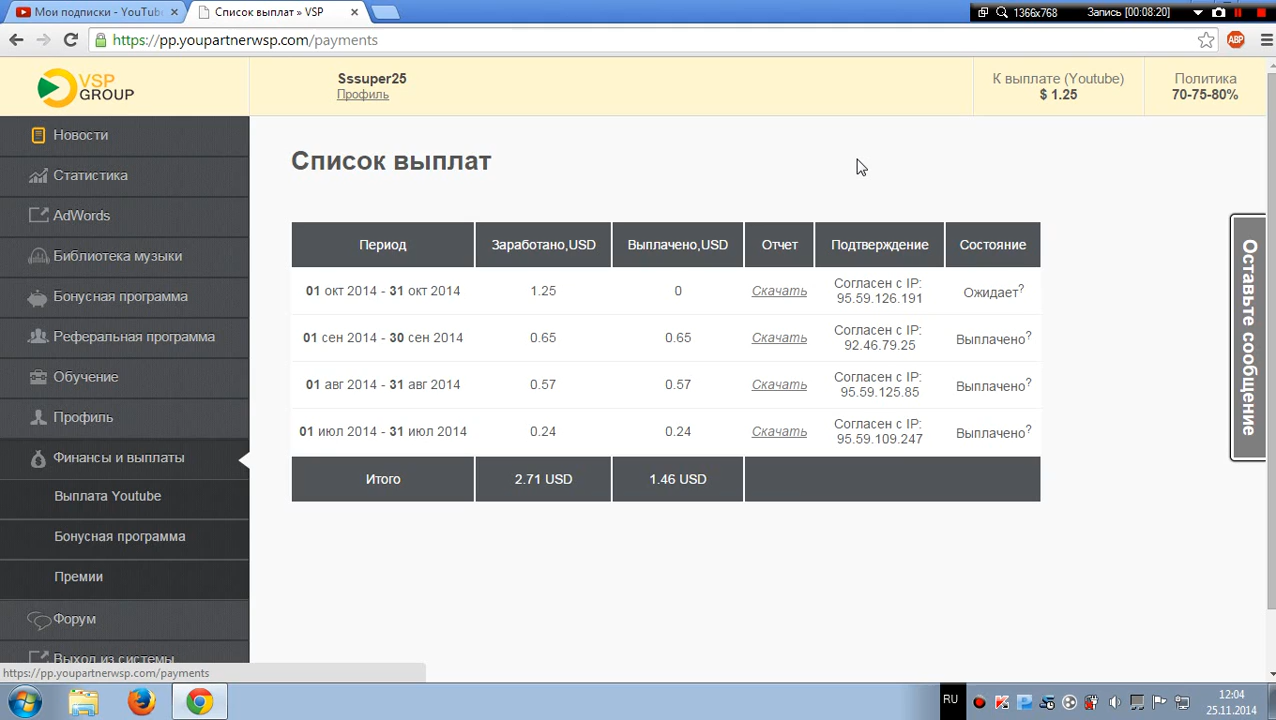 Мои подписки - YouTube
Список выплат » VSP
1366x768
Запись [00:08:20]
https://pp.youpartnerwsp.com/payments
ABP
VSP
GROUP
Sssuper25
Профиль
К выплате (Youtube)
$ 1.25
Политика
70-75-80%
Новости
Статистика
AdWords
Библиотека музыки
Бонусная программа
Реферальная программа
Обучение
Профиль
Финансы и выплаты
Выплата Youtube
Бонусная программа
Премии
Форум
Выход из системы
Список выплат
Период Заработано,USD Выплачено,USD Отчет Подтверждение Состояние
01 окт 2014 - 31 окт 2014 1.25 0 Скачать Согласен с IP: 95.59.126.191 Ожидает?
01 сен 2014 - 30 сен 2014 0.65 0.65 Скачать Согласен с IP: 92.46.79.25 Выплачено?
01 авг 2014 - 31 авг 2014 0.57 0.57 Скачать Согласен с IP: 95.59.125.85 Выплачено?
01 июл 2014 - 31 июл 2014 0.24 0.24 Скачать Согласен с IP: 95.59.109.247 Выплачено?
Итого 2.71 USD 1.46 USD
Оставьте сообщение
https://pp.youpartnerwsp.com/payments
RU
12:04
25.11.2014